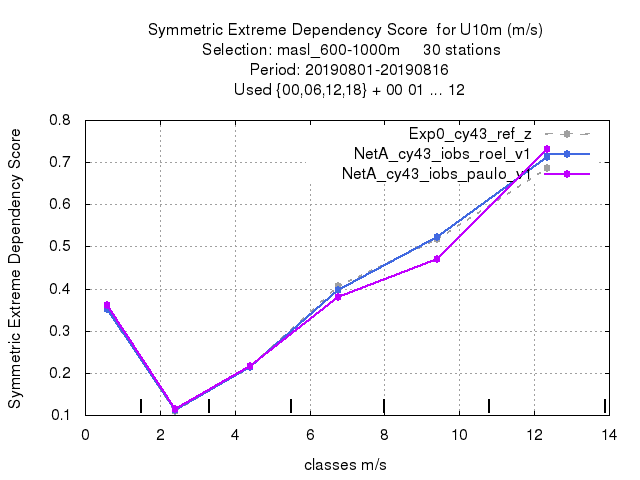 Symmetric Extreme Dependency Score for U10m (m/s)
Selection: masl_600-1000m 30 stations
Period: 20190801-20190816
Used {00,06,12,18} + 00 01 ... 12
Exp0_cy43_ref_z
NetA_cy43_iobs_roel_v1
NetA_cy43_iobs_paulo_v1
Symmetric Extreme Dependency Score
0.8
0.7
0.6
0.5
0.4
0.3
0.2
0.1
0 2 4 6 8 10 12 14
classes m/s